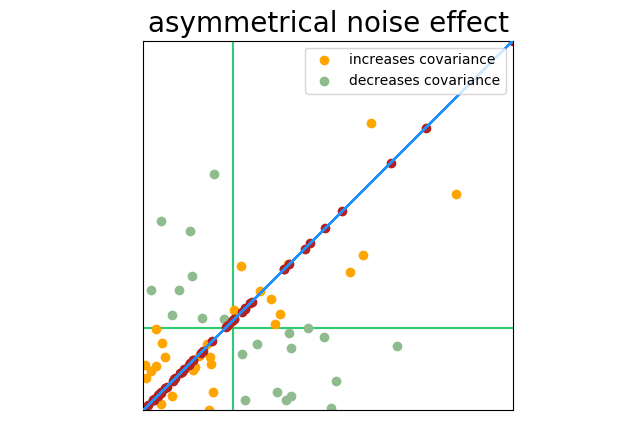 asymmetrical noise effect
increases covariance
decreases covariance